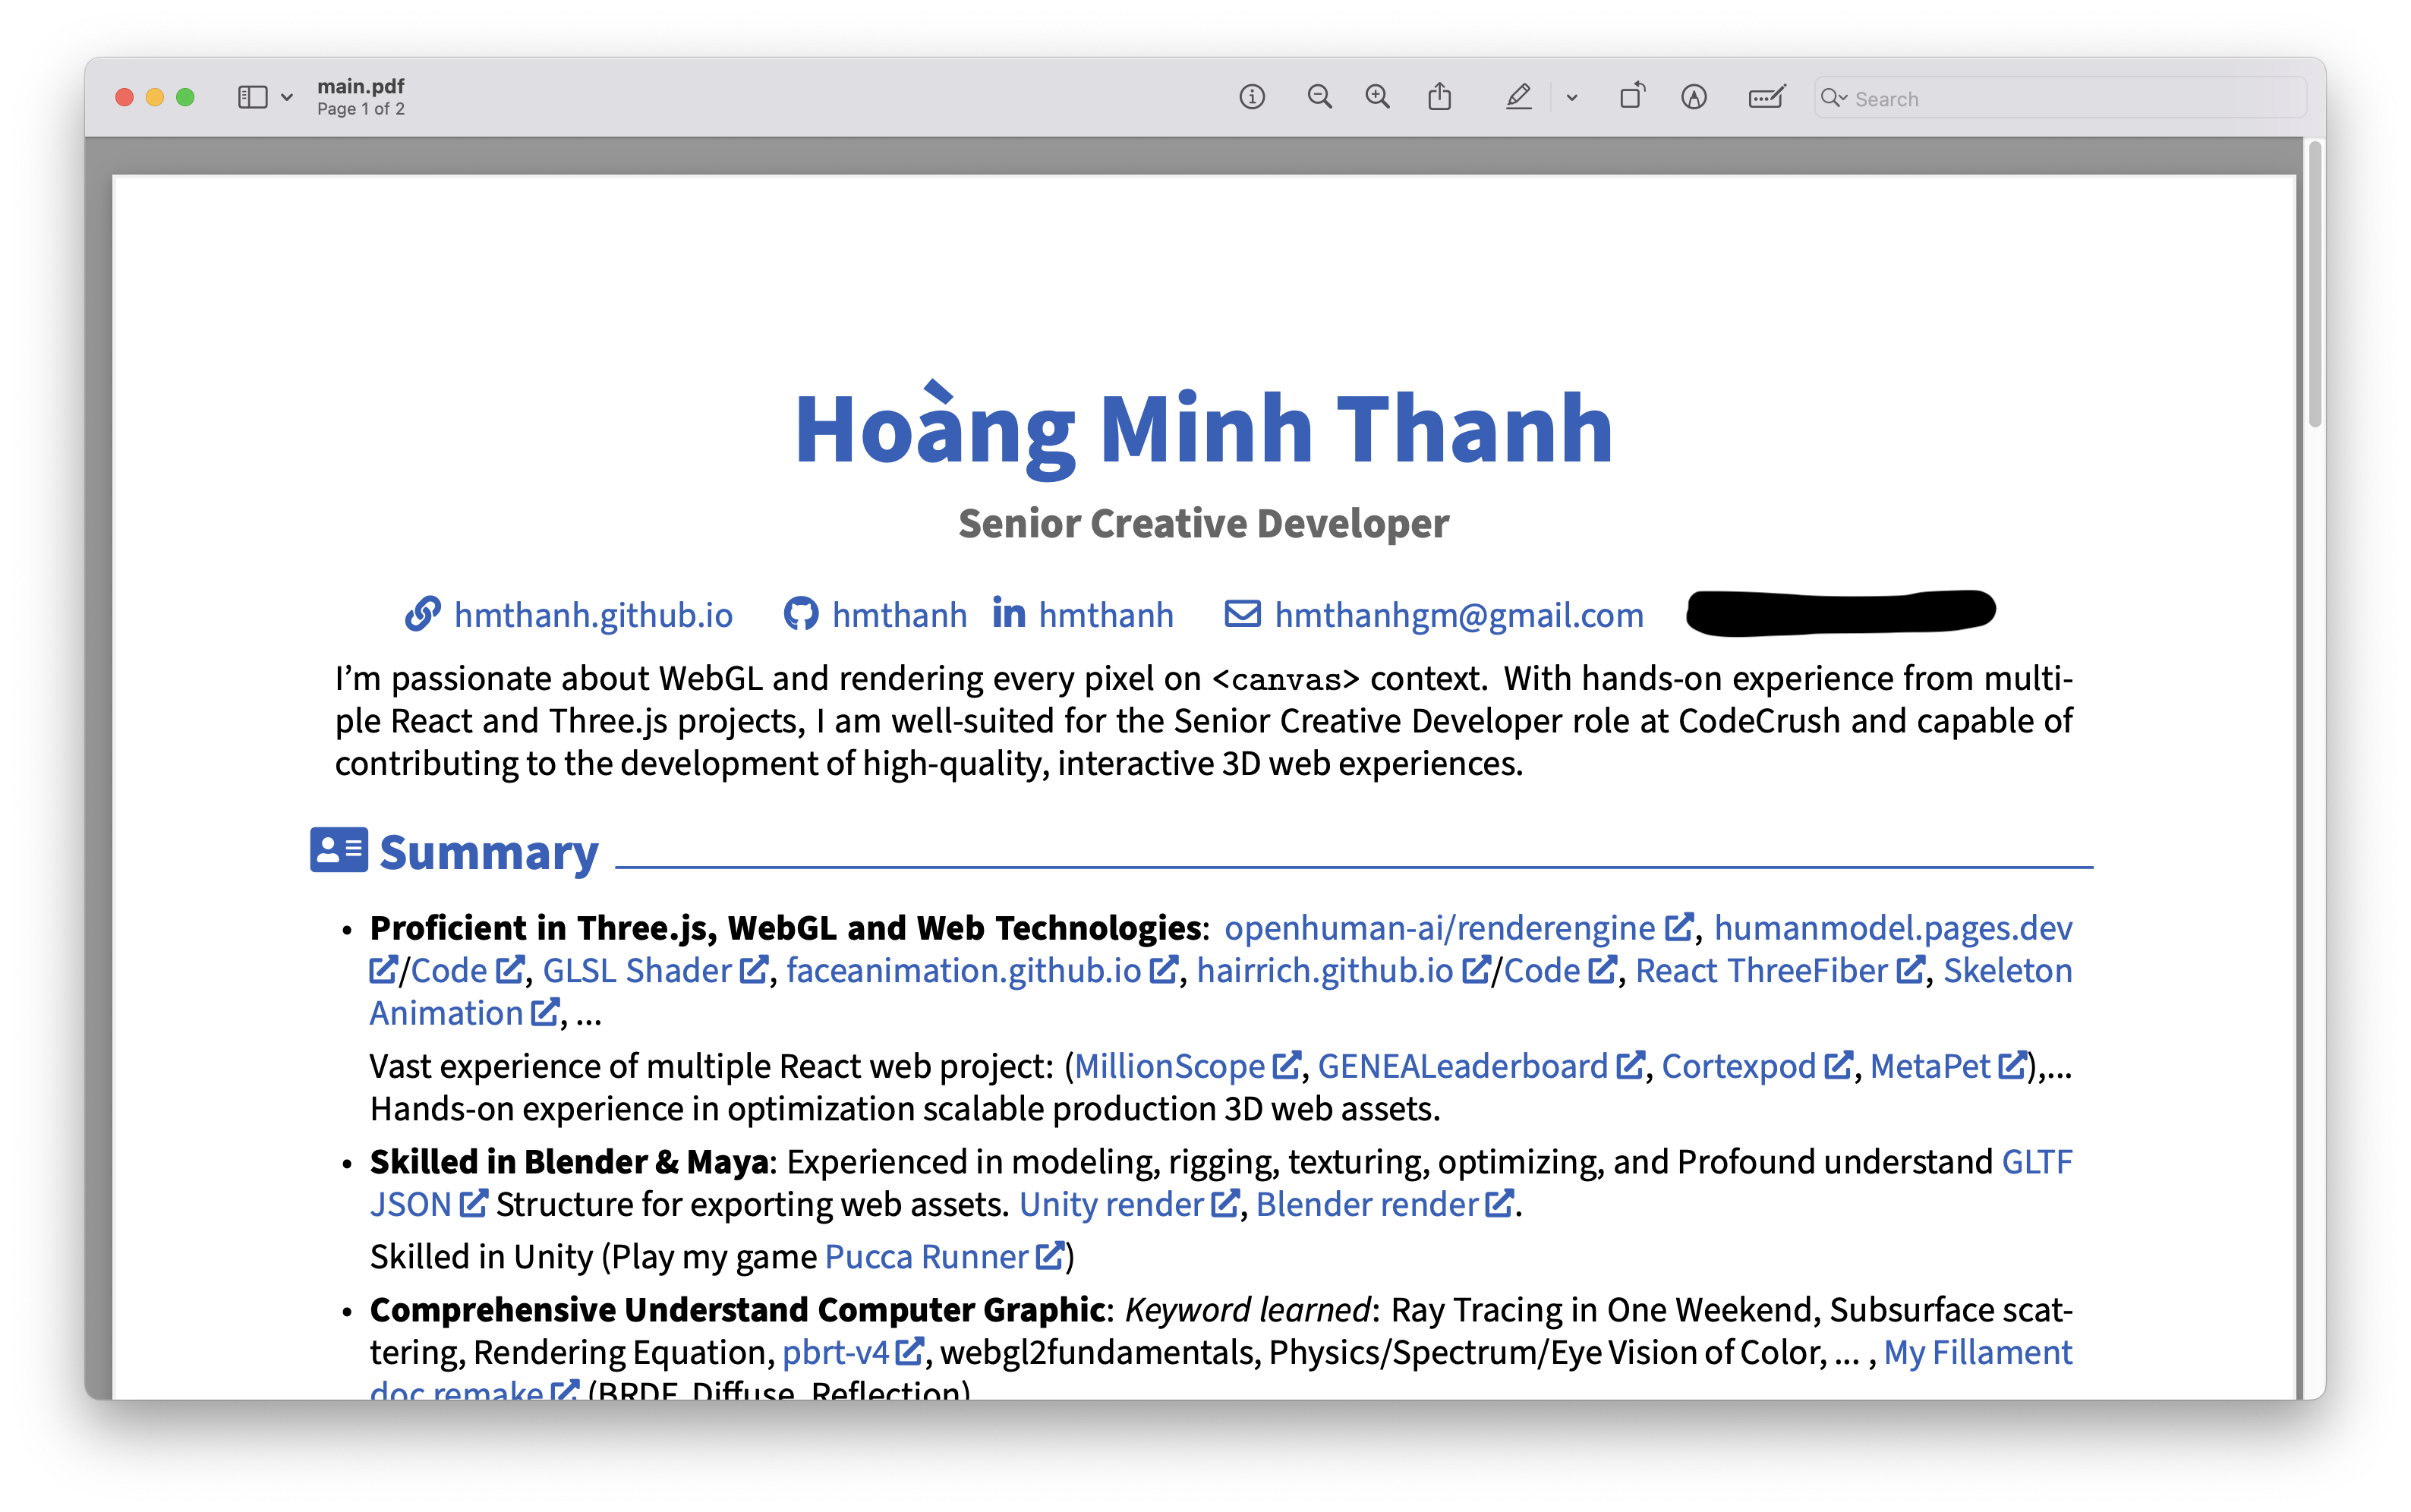 main.pdf
Page 1 of 2
Search
Hoàng Minh Thanh
Senior Creative Developer
hmthanh.github.io hmthanh hmthanh hmthanhgm@gmail.com
I’m passionate about WebGL and rendering every pixel on <canvas> context. With hands-on experience from multi-
ple React and Three.js projects, I am well-suited for the Senior Creative Developer role at CodeCrush and capable of
contributing to the development of high-quality, interactive 3D web experiences.
Summary
• Proficient in Three.js, WebGL and Web Technologies: openhuman-ai/renderengine, humanmodel.pages.dev
/Code, GLSL Shader, faceanimation.github.io, hairrich.github.io/Code, React ThreeFiber, Skeleton
Animation, ...
Vast experience of multiple React web project: (MillionScope, GENEALeaderboard, Cortexpod, MetaPet),...
Hands-on experience in optimization scalable production 3D web assets.
• Skilled in Blender & Maya: Experienced in modeling, rigging, texturing, optimizing, and Profound understand GLTF
JSON Structure for exporting web assets. Unity render, Blender render.
Skilled in Unity (Play my game Pucca Runner)
• Comprehensive Understand Computer Graphic: Keyword learned: Ray Tracing in One Weekend, Subsurface scat-
tering, Rendering Equation, pbrt-v4, webgl2fundamentals, Physics/Spectrum/Eye Vision of Color, ... , My Fillament
doc remake (BRDF, Diffuse, Reflection)